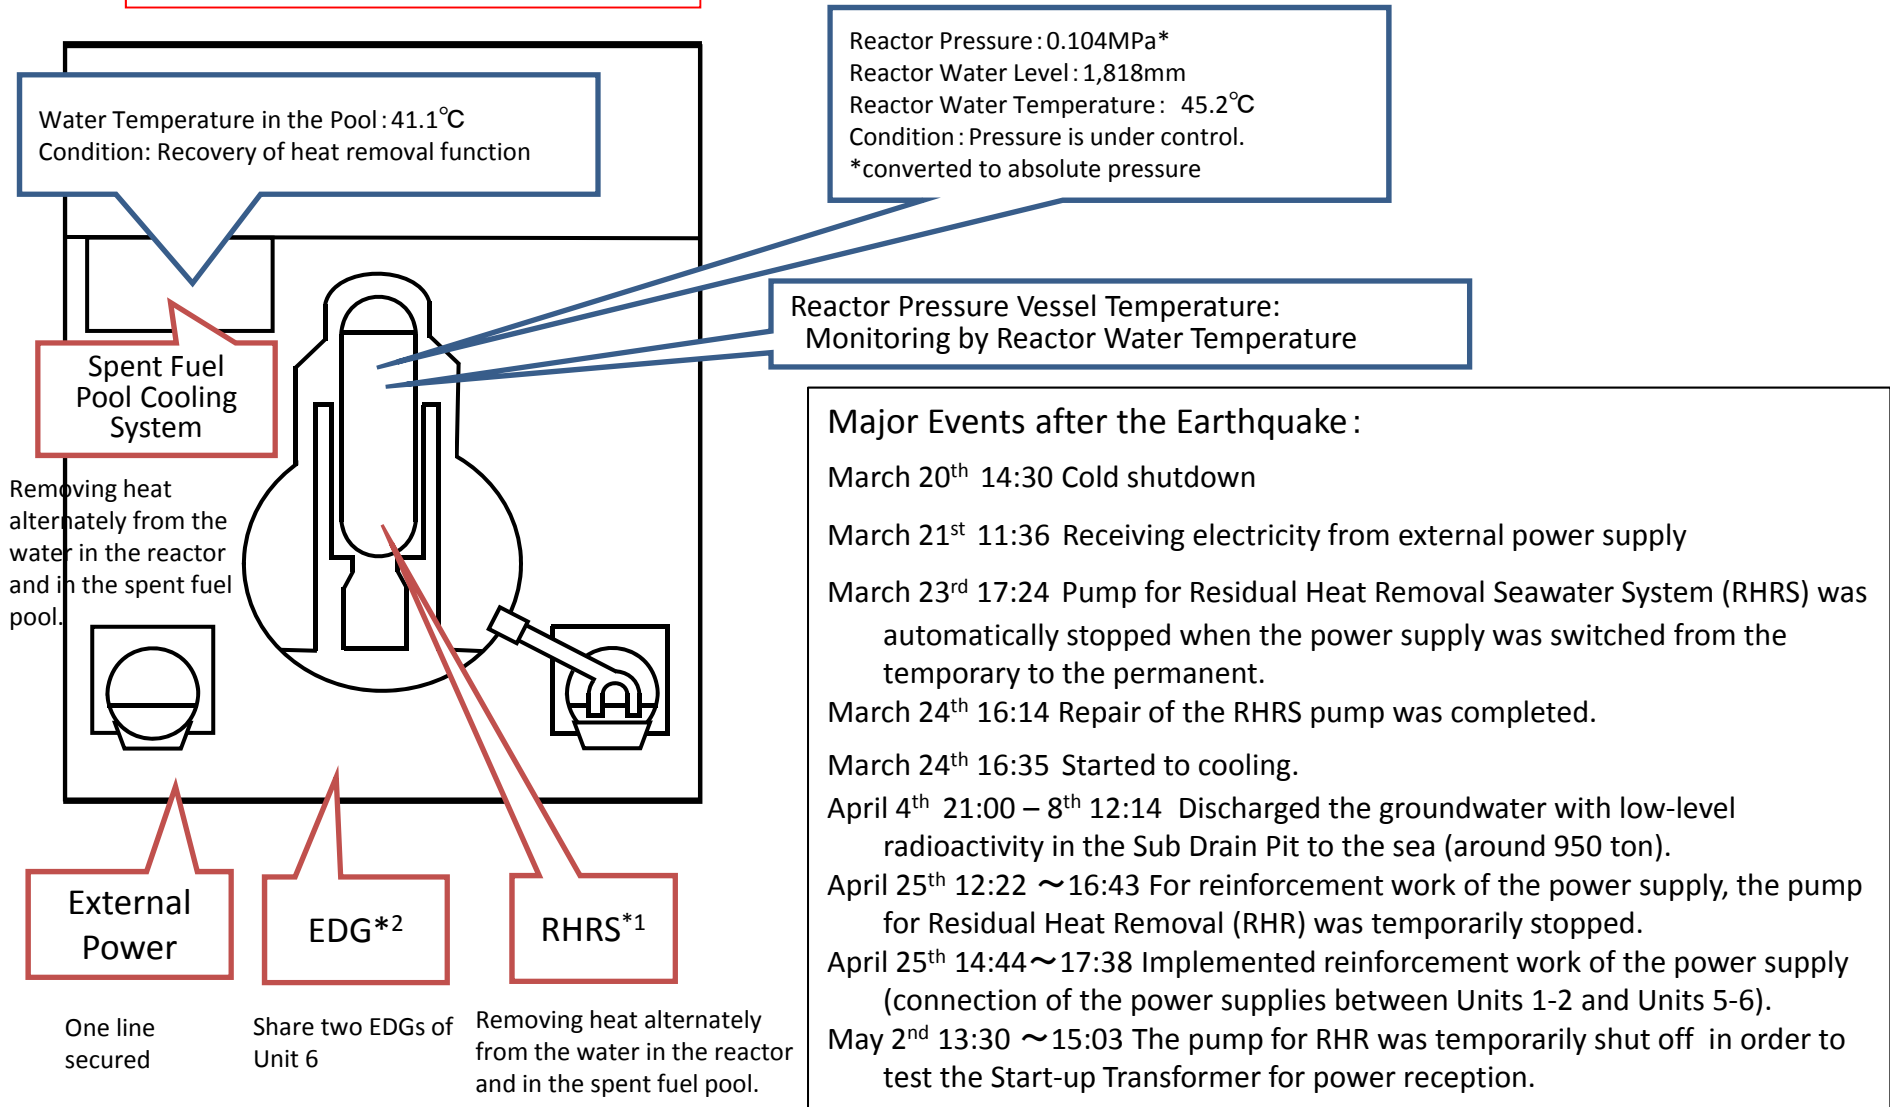 Reactor Pressure：0.104MPa*
Reactor Water Level：1,818mm
Reactor Water Temperature： 45.2℃
Condition：Pressure is under control.
*converted to absolute pressure
Water Temperature in the Pool：41.1℃
Condition: Recovery of heat removal function
Reactor Pressure Vessel Temperature:
Monitoring by Reactor Water Temperature
Spent Fuel
Pool Cooling
System
Removing heat
alternately from the
water in the reactor
and in the spent fuel
pool.
External
Power
One line
secured
EDG*2
Share two EDGs of
Unit 6
RHRS*1
Removing heat alternately
from the water in the reactor
and in the spent fuel pool.
Major Events after the Earthquake：
March 20th 14:30 Cold shutdown
March 21st 11:36 Receiving electricity from external power supply
March 23rd 17:24 Pump for Residual Heat Removal Seawater System (RHRS) was
automatically stopped when the power supply was switched from the
temporary to the permanent.
March 24th 16:14 Repair of the RHRS pump was completed.
March 24th 16:35 Started to cooling.
April 4th 21:00 – 8th 12:14 Discharged the groundwater with low-level
radioactivity in the Sub Drain Pit to the sea (around 950 ton).
April 25th 12:22 ～16:43 For reinforcement work of the power supply, the pump
for Residual Heat Removal (RHR) was temporarily stopped.
April 25th 14:44～17:38 Implemented reinforcement work of the power supply
(connection of the power supplies between Units 1-2 and Units 5-6).
May 2nd 13:30 ～15:03 The pump for RHR was temporarily shut off in order to
test the Start-up Transformer for power reception.